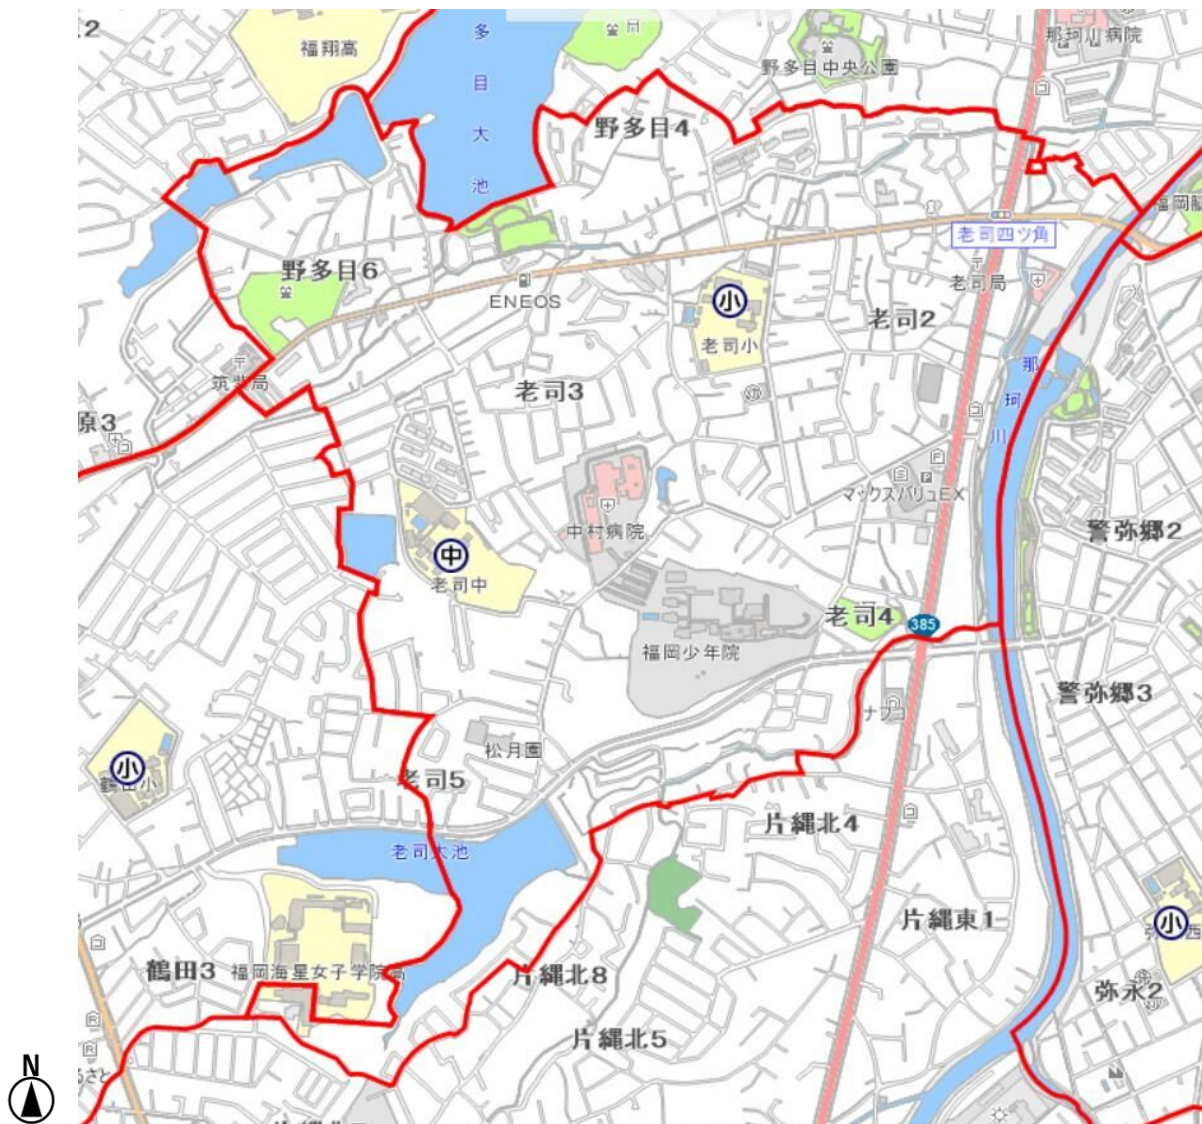 福翔高
那珂川病院
野多目中央公園
多目大池
野多目4
老司四ツ角
老司局
野多目6
ENEOS
小
老司小
老司2
筑紫局
老司3
那珂川
原3
マックスバリュEX
中村病院
警弥郷2
中
老司中
老司4
385
福岡少年院
警弥郷3
ナフコ
松月園
小
鶴田小
老司5
片縄北4
老司大池
片縄東1
小
鶴田3
福岡海星女子学院高
片縄北8
弥永2
片縄北5
N